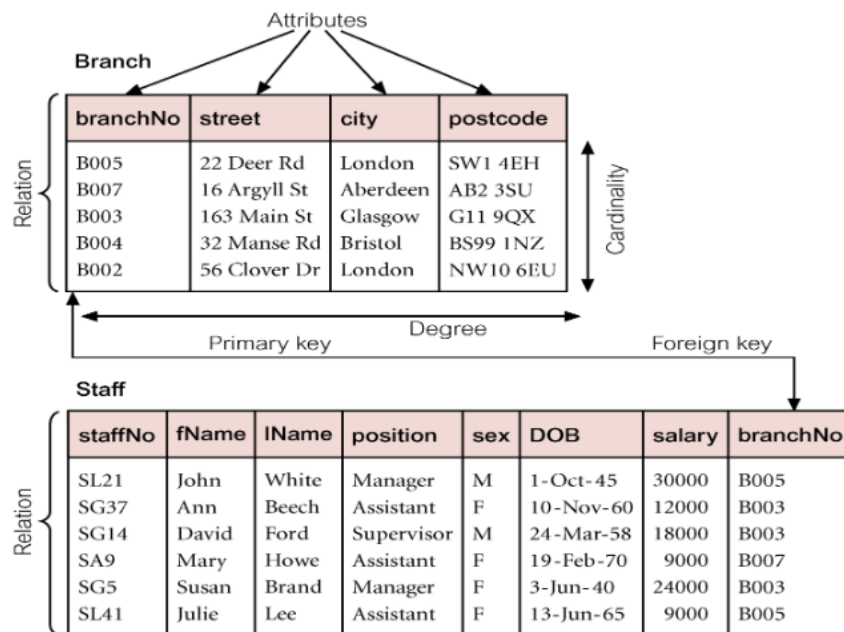 Attributes
Branch
branchNo street city postcode
B005 22 Deer Rd London SW1 4EH
B007 16 Argyll St Aberdeen AB2 3SU
B003 163 Main St Glasgow G11 9QX
B004 32 Manse Rd Bristol BS99 1NZ
B002 56 Clover Dr London NW10 6EU
Relation
Cardinality
Degree
Primary key Foreign key
Staff
staffNo fName lName position sex DOB salary branchNo
SL21 John White Manager M 1-Oct-45 30000 B005
SG37 Ann Beech Assistant F 10-Nov-60 12000 B003
SG14 David Ford Supervisor M 24-Mar-58 18000 B003
SA9 Mary Howe Assistant F 19-Feb-70 9000 B007
SG5 Susan Brand Manager F 3-Jun-40 24000 B003
SL41 Julie Lee Assistant F 13-Jun-65 9000 B005
Relation